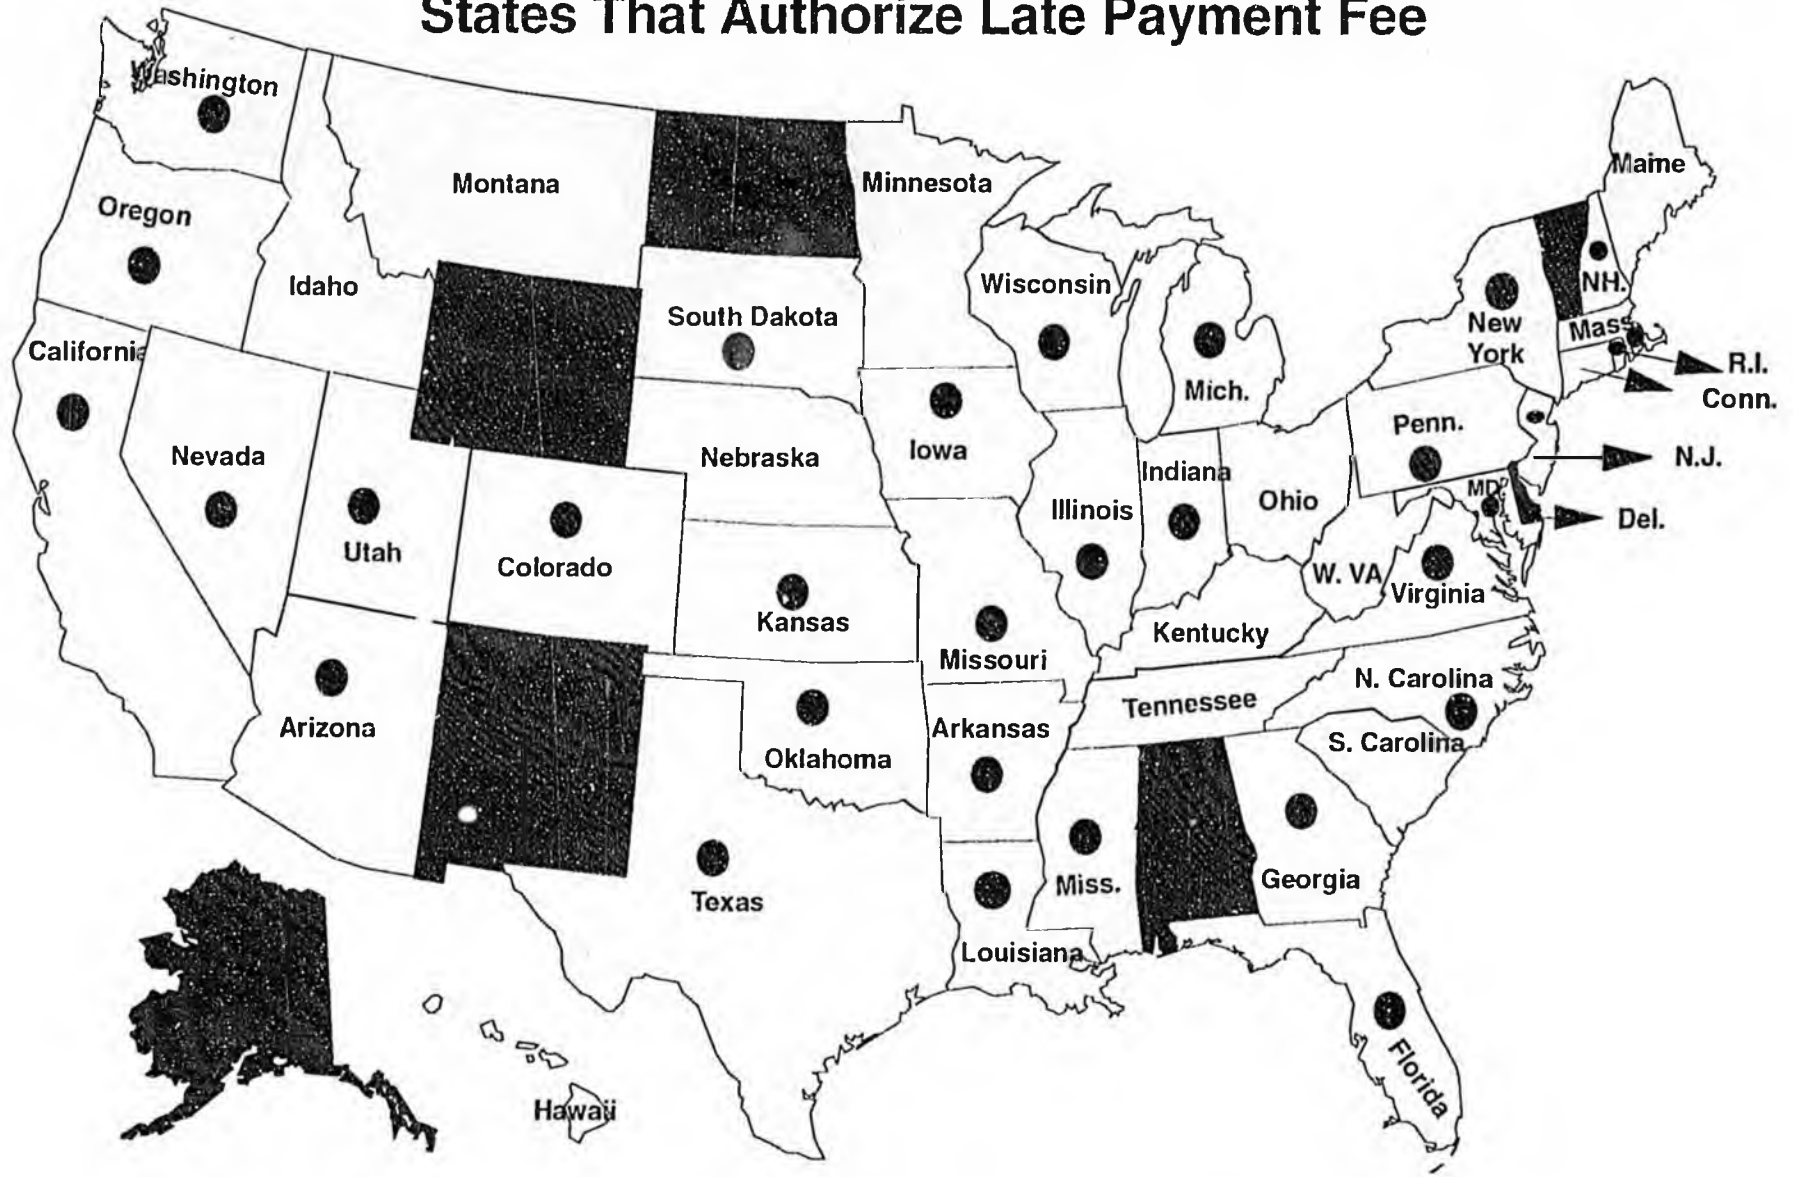 States That Authorize Late Payment Fee
Washington
Oregon
California
Nevada
Idaho
Montana
Utah
Colorado
Arizona
South Dakota
Nebraska
Kansas
Oklahoma
Texas
Minnesota
Iowa
Missouri
Arkansas
Louisiana
Wisconsin
Illinois
Mich.
Indiana
Ohio
Kentucky
Tennessee
Miss.
Georgia
Florida
S. Carolina
N. Carolina
Virginia
W. VA
MD
Penn.
New
York
Maine
NH.
Mass
R.I.
Conn.
N.J.
Del.
Hawaii